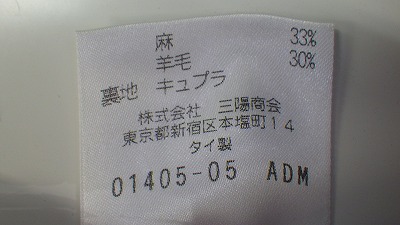 麻 33%
羊毛 30%
裏地 キュプラ
株式会社 三陽商会
東京都新宿区本塩町14
タイ製
01405-05 ADM